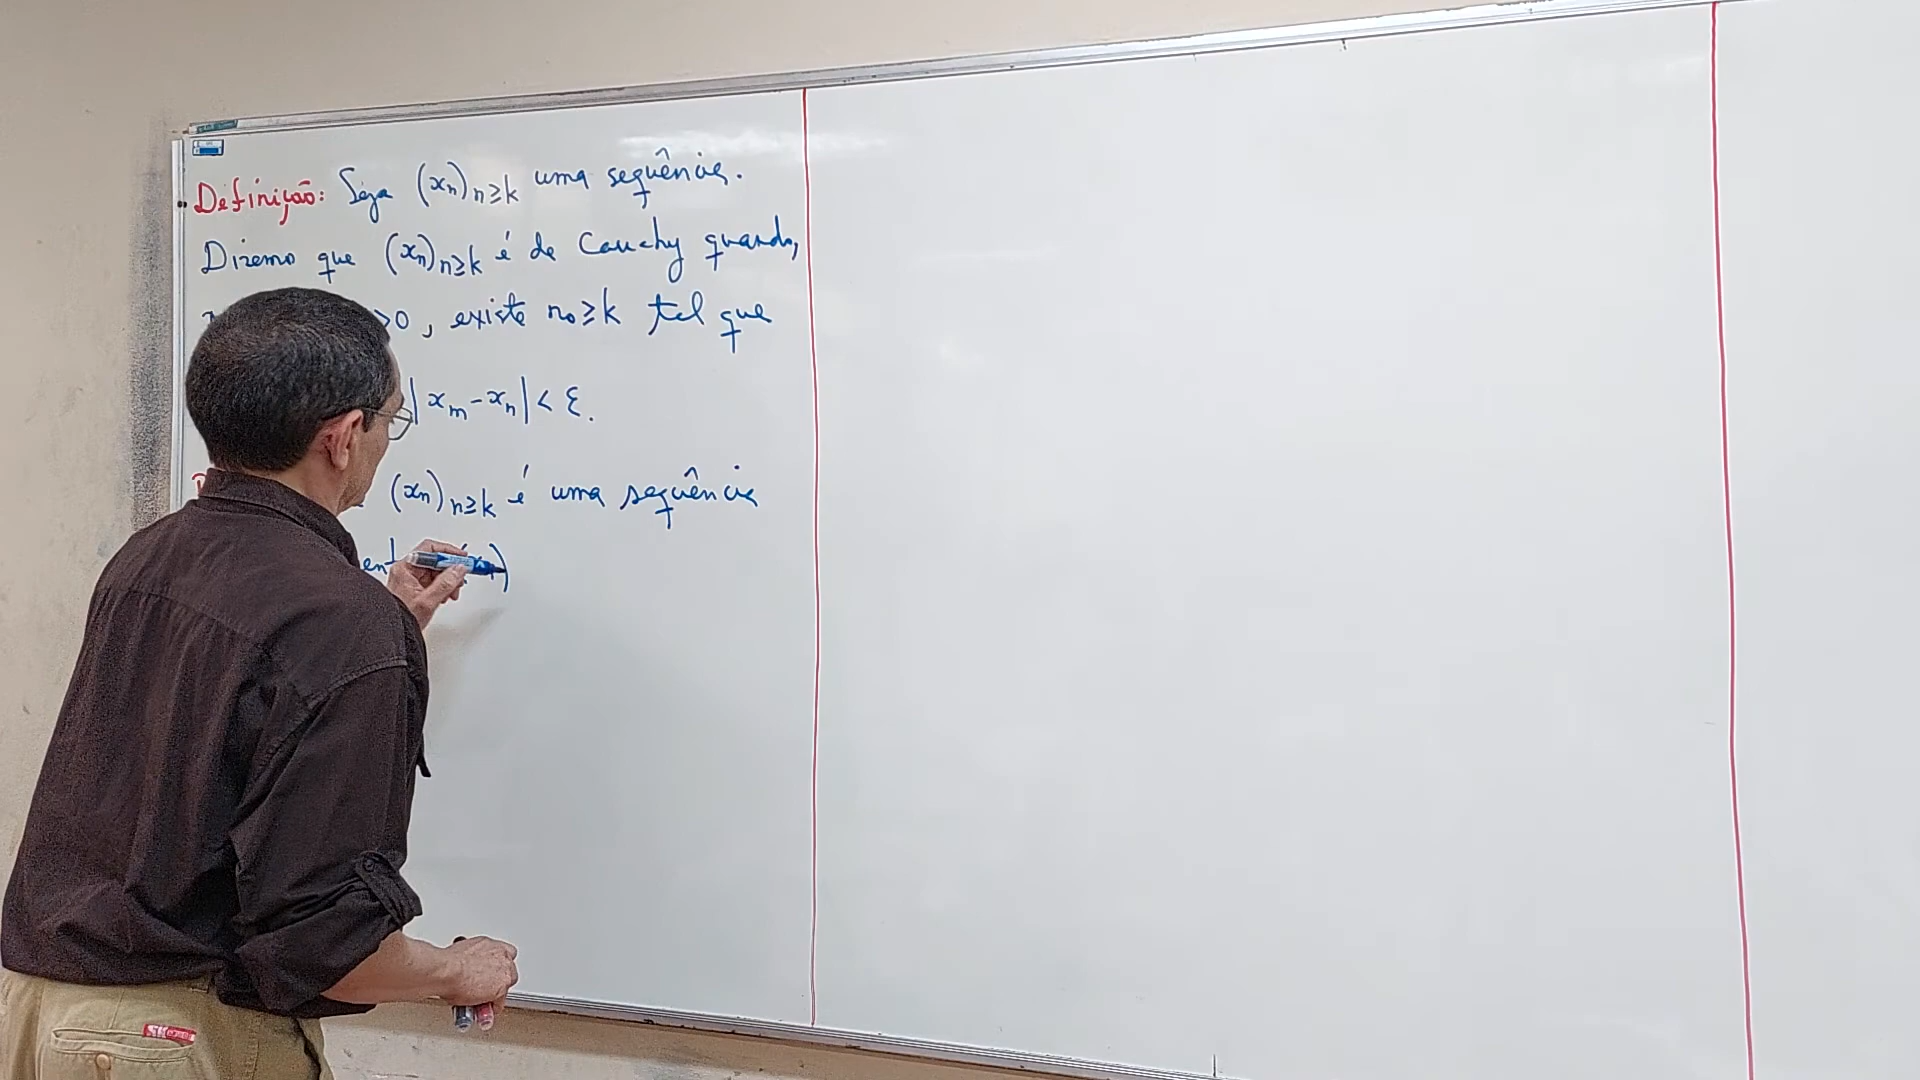 Definição: Seja (xₙ)ₙ≥ₖ uma sequência.
Dizemo que (xₙ)ₙ≥ₖ é de Cauchy quando,
>0, existe n₀≥k tel que
|xₘ-xₙ|< ε.
(xₙ)ₙ≥ₖ é uma sequência